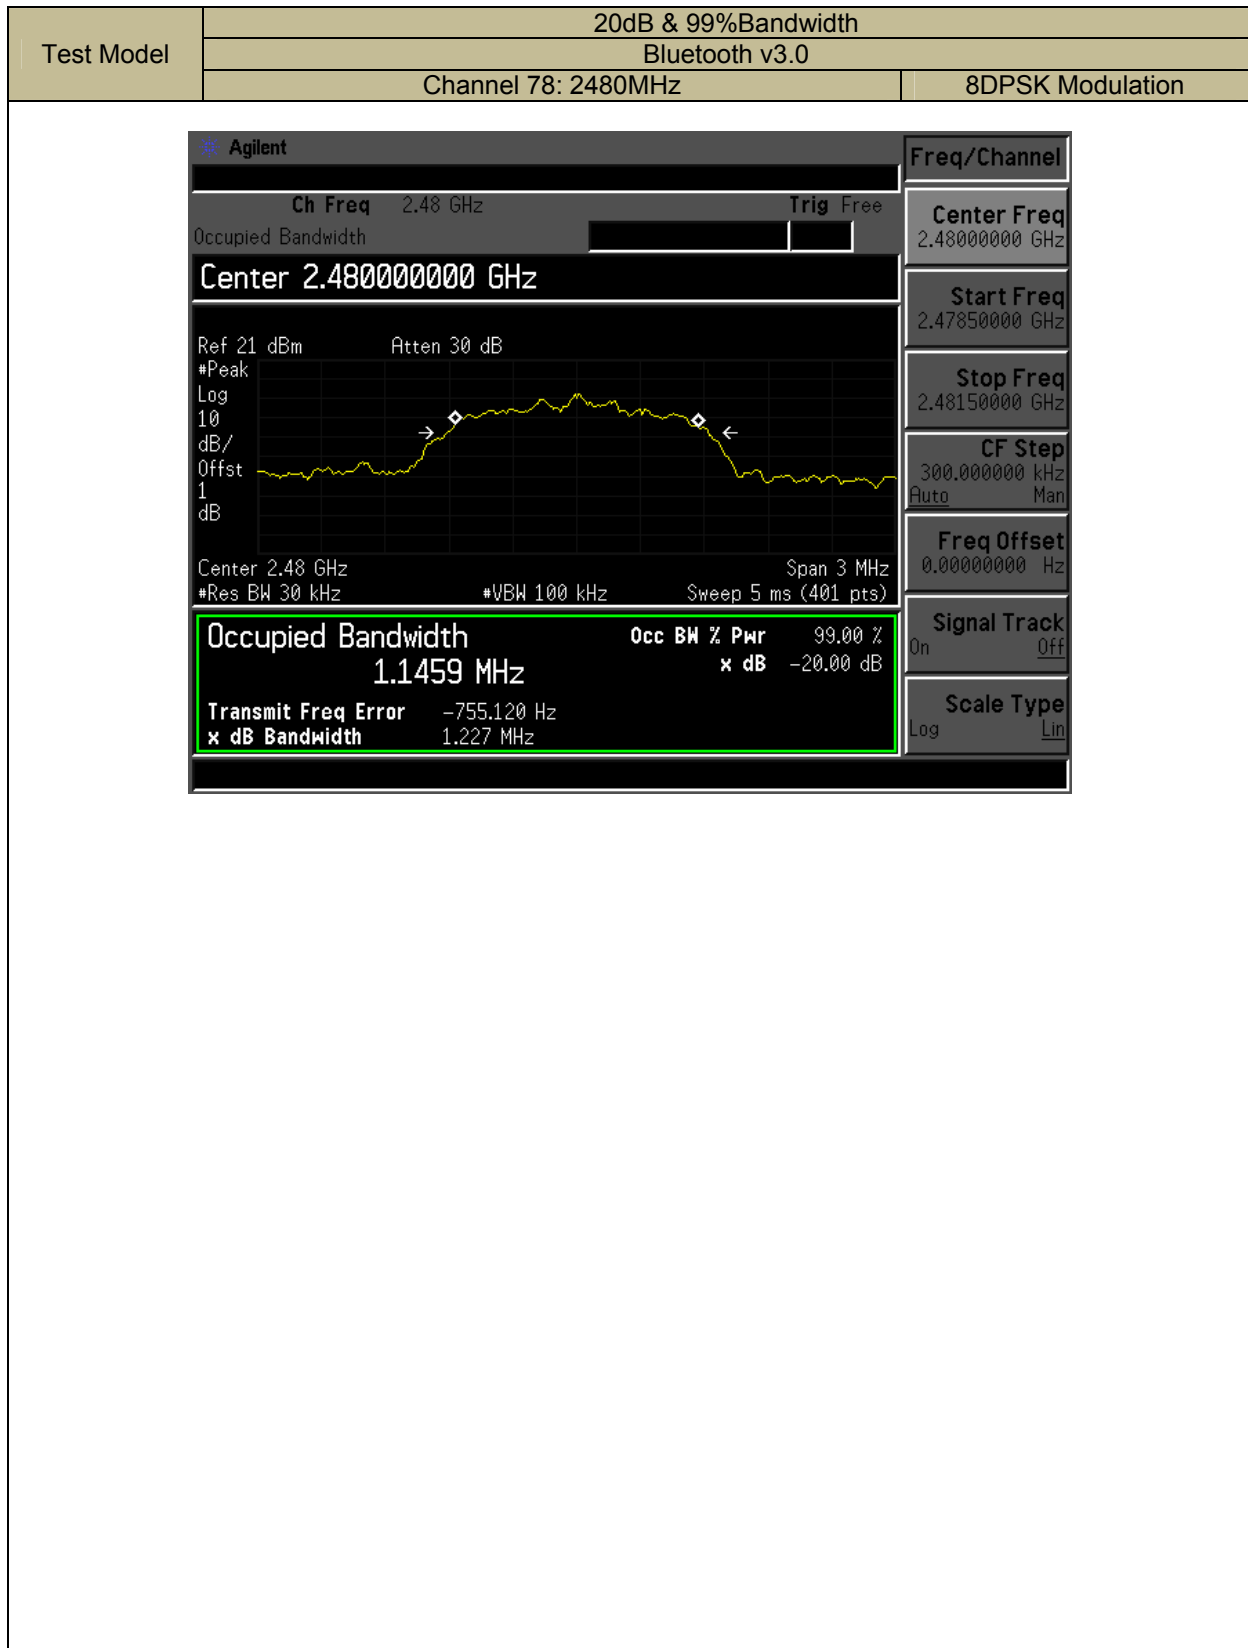 Test Model
20dB & 99%Bandwidth
Bluetooth v3.0
Channel 78: 2480MHz
8DPSK Modulation
Agilent
Ch Freq 2.48 GHz Trig Free
Occupied Bandwidth
Center 2.480000000 GHz
Ref 21 dBm Atten 30 dB
#Peak
Log
10
dB/
Offst
1
dB
Center 2.48 GHz Span 3 MHz
#Res BW 30 kHz #VBW 100 kHz Sweep 5 ms (401 pts)
Occupied Bandwidth
1.1459 MHz
Occ BW % Pwr 99.00 %
x dB -20.00 dB
Transmit Freq Error -755.120 Hz
x dB Bandwidth 1.227 MHz
Freq/Channel
Center Freq
2.48000000 GHz
Start Freq
2.47850000 GHz
Stop Freq
2.48150000 GHz
CF Step
300.000000 kHz
Auto Man
Freq Offset
0.00000000 Hz
Signal Track
On Off
Scale Type
Log Lin